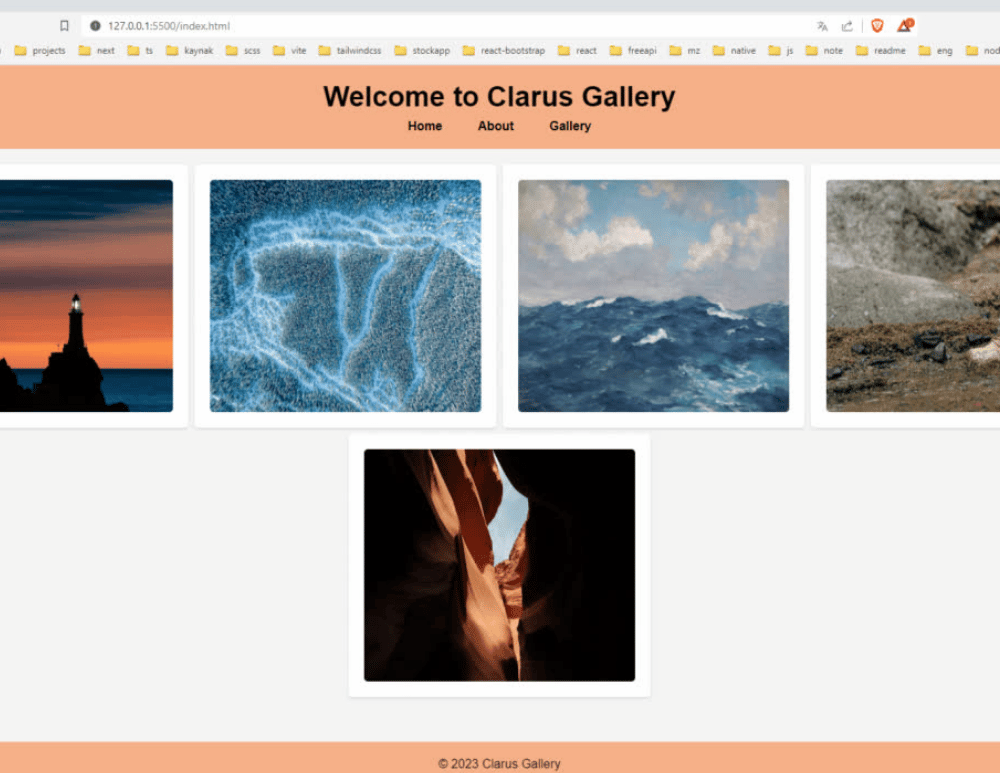 127.0.0.1:5500/index.html
projects next ts kaynak scss vite tailwindcss stockapp react-bootstrap react freeapi mz native js note readme eng
Welcome to Clarus Gallery
Home About Gallery
© 2023 Clarus Gallery